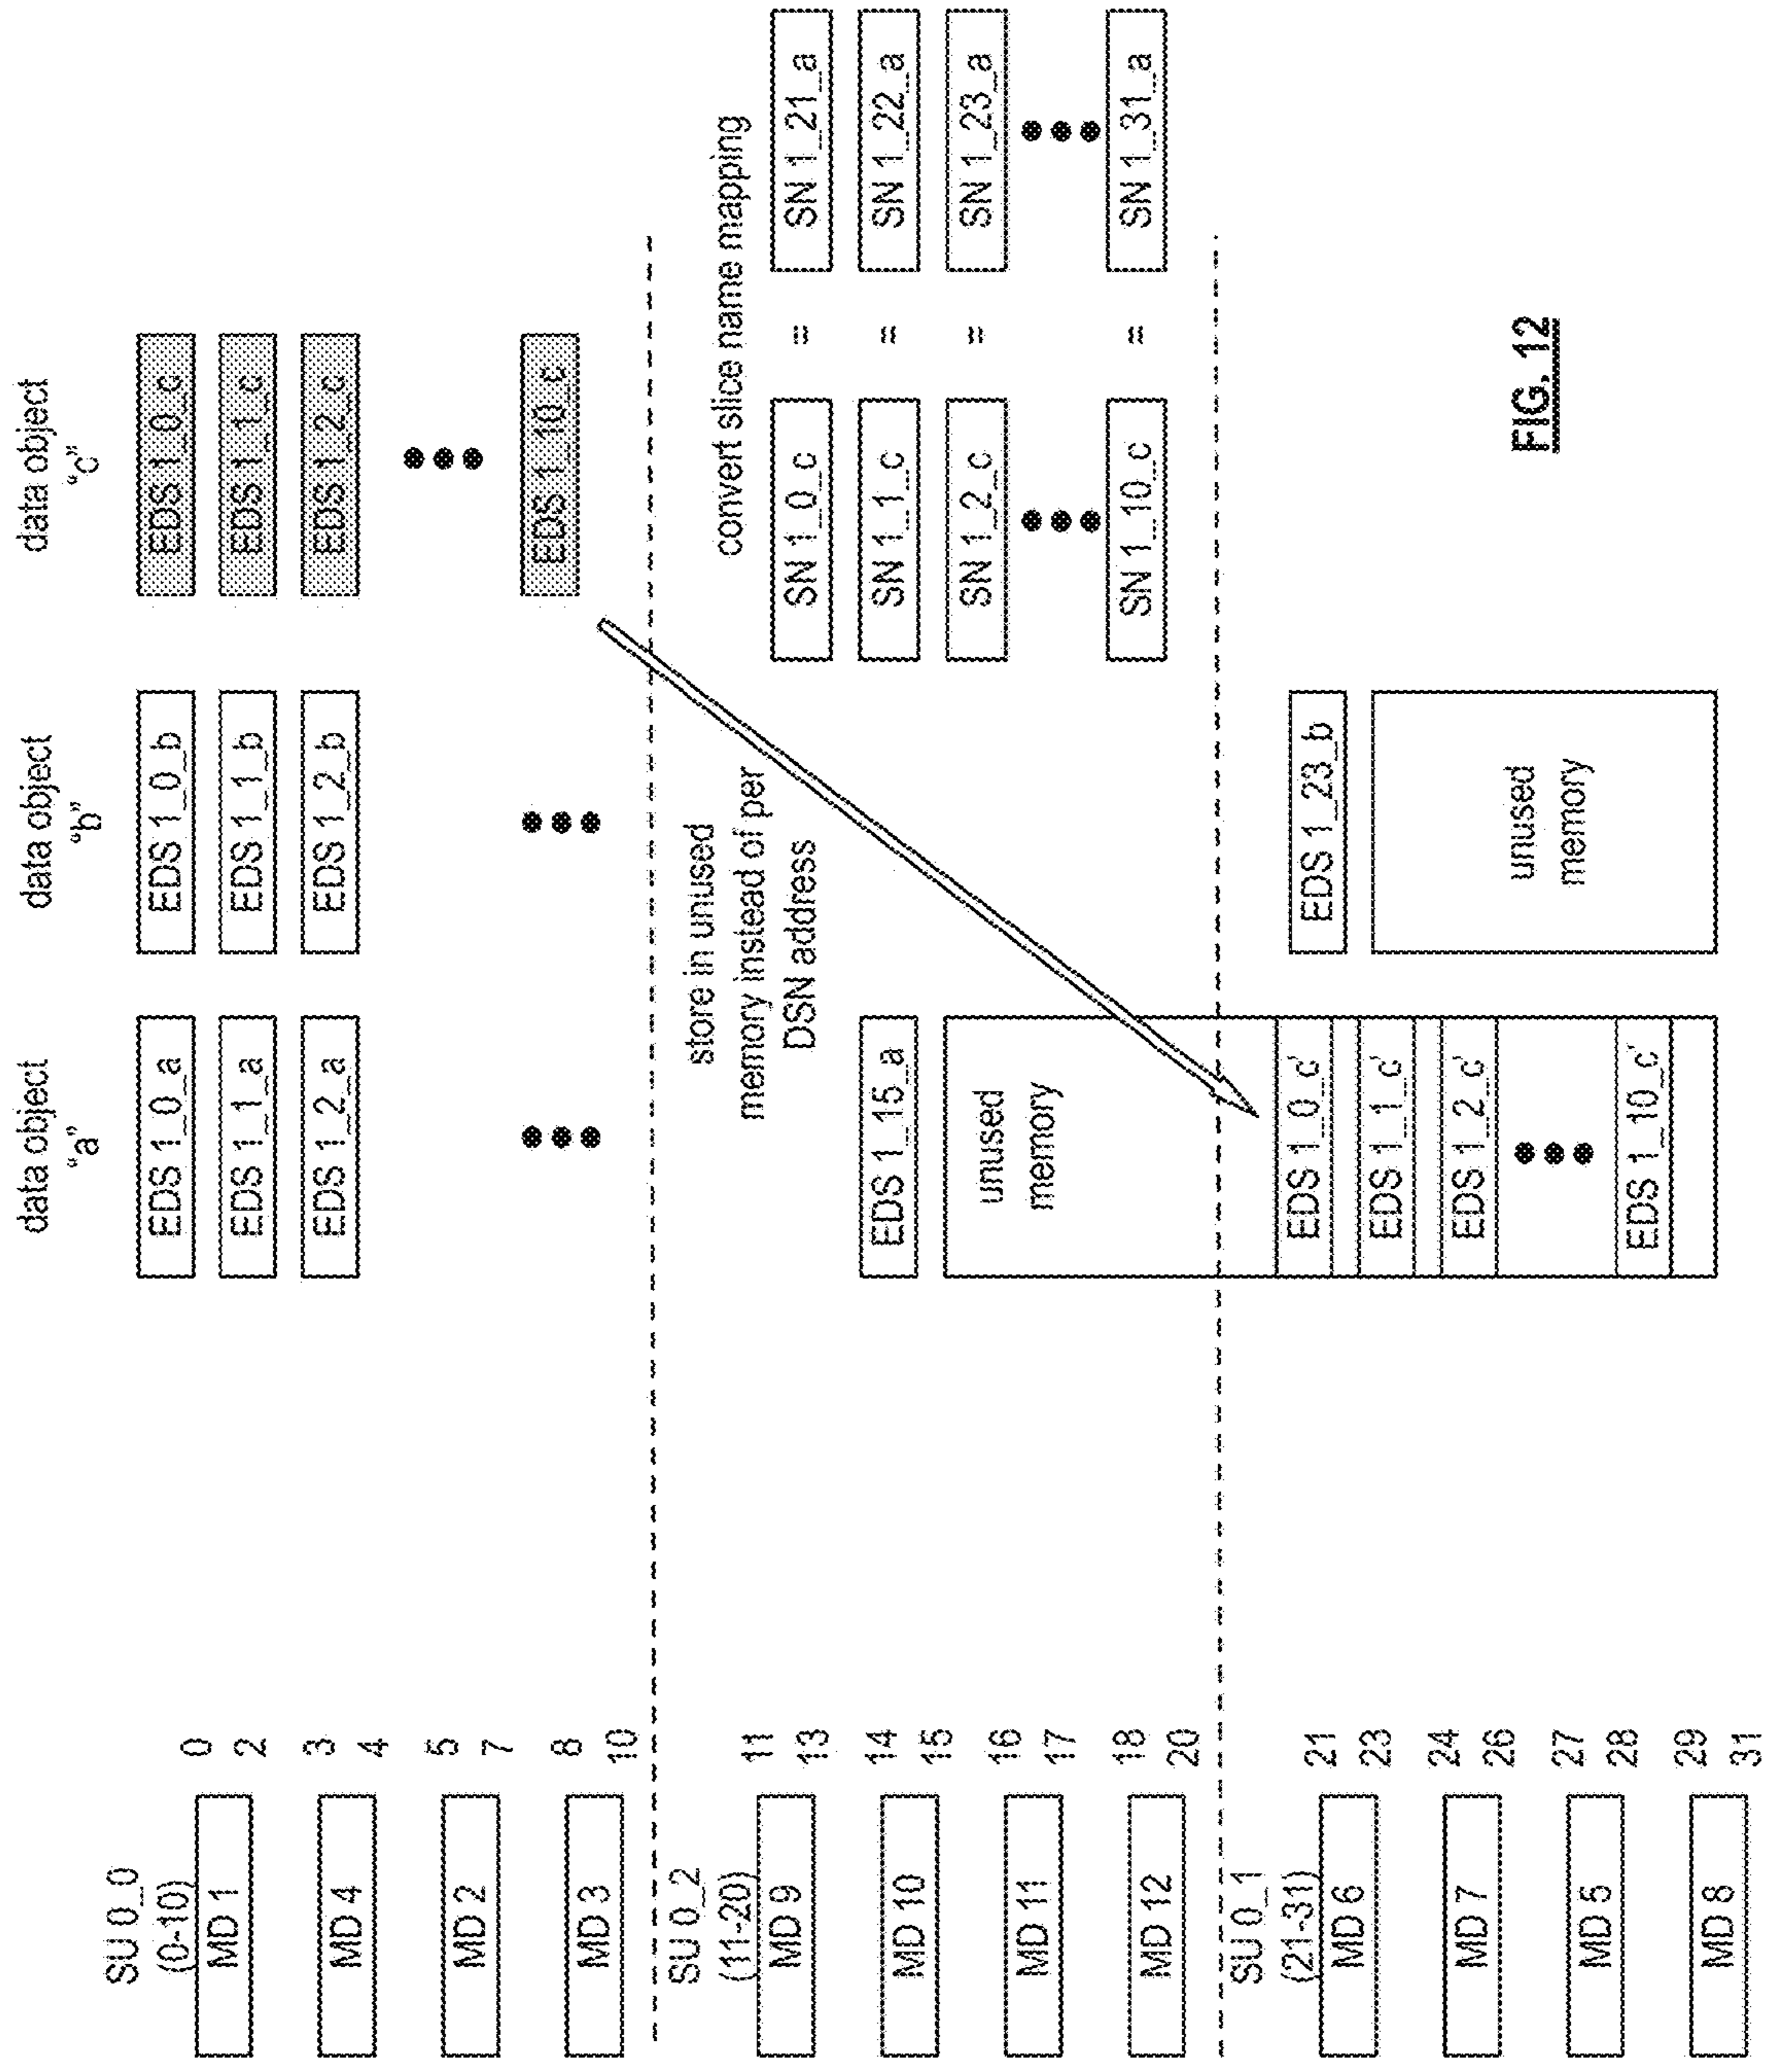 SU 0_0
(0-10)
MD 1
0
2
MD 4
3
4
MD 2
5
7
MD 3
8
10
SU 0_2
(11-20)
MD 9
11
13
MD 10
14
15
MD 11
16
17
MD 12
18
20
SU 0_1
(21-31)
MD 6
21
23
MD 7
24
26
MD 5
27
28
MD 8
29
31
data object
"a"
EDS 1_0_a
EDS 1_1_a
EDS 1_2_a
EDS 1_15_a
unused
memory
EDS 1_0_c'
EDS 1_1_c'
EDS 1_2_c'
EDS 1_10_c'
data object
"b"
EDS 1_0_b
EDS 1_1_b
EDS 1_2_b
store in unused
memory instead of per
DSN address
EDS 1_23_b
unused
memory
data object
"c"
EDS 1_0_c
EDS 1_1_c
EDS 1_2_c
EDS 1_10_c
convert slice name mapping
SN 1_0_c = SN 1_21_a
SN 1_1_c = SN 1_22_a
SN 1_2_c = SN 1_23_a
SN 1_10_c = SN 1_31_a
FIG. 12